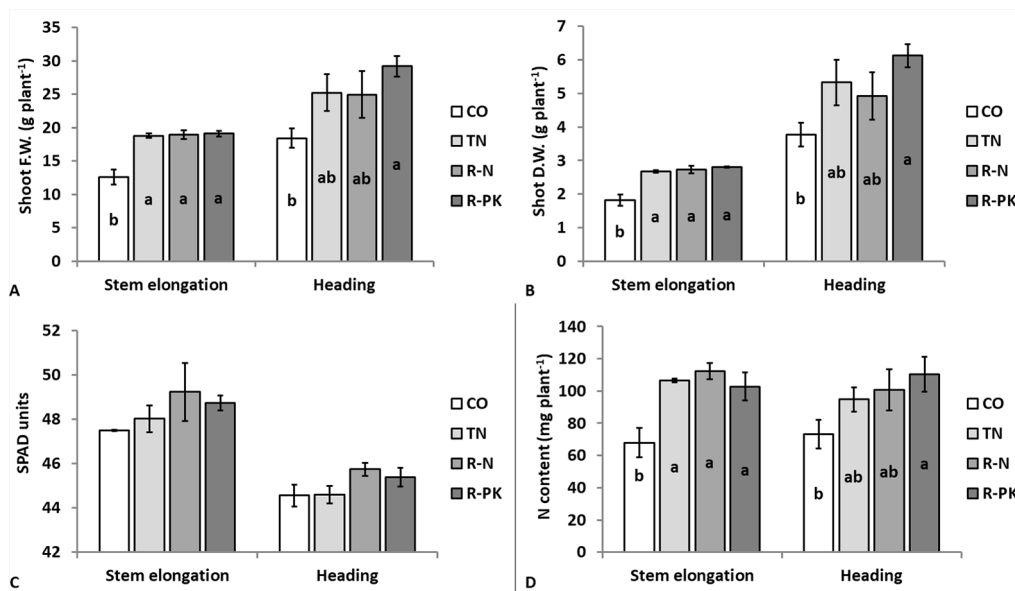 Shoot F.W. (g plant⁻¹)
35
30
25
20
15
10
5
0
b
a
a
a
b
ab
ab
a
Stem elongation
Heading
CO
TN
R-N
R-PK
A
Shot D.W. (g plant⁻¹)
7
6
5
4
3
2
1
0
b
a
a
a
b
ab
ab
a
Stem elongation
Heading
CO
TN
R-N
R-PK
B
SPAD units
52
50
48
46
44
42
Stem elongation
Heading
CO
TN
R-N
R-PK
C
N content (mg plant⁻¹)
140
120
100
80
60
40
20
0
b
a
a
a
b
ab
ab
a
Stem elongation
Heading
CO
TN
R-N
R-PK
D